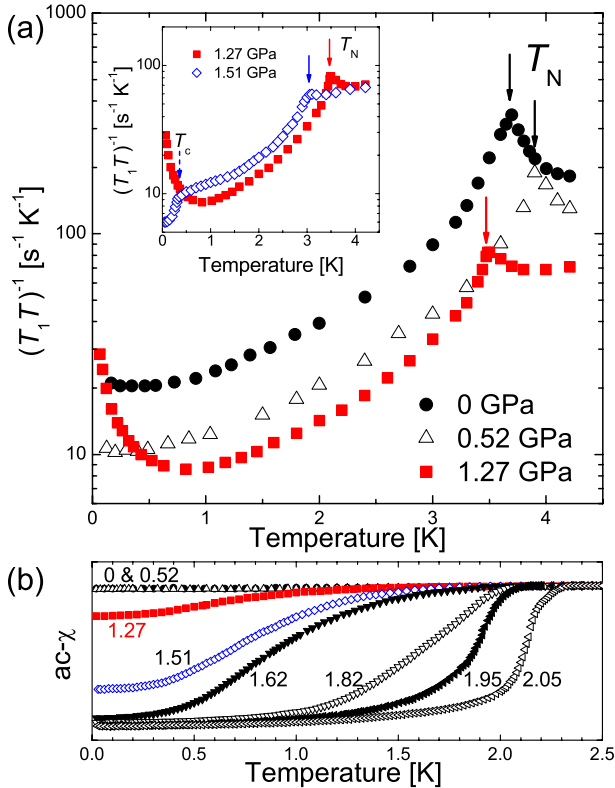 (a)
1000
100
10
(T₁T)⁻¹ [s⁻¹ K⁻¹]
0 1 2 3 4
Temperature [K]
T_N
0 GPa
0.52 GPa
1.27 GPa
1.27 GPa
1.51 GPa
T_N
T_c
100
10
(T₁T)⁻¹ [s⁻¹ K⁻¹]
0 1 2 3 4
Temperature [K]
(b)
0 & 0.52
1.27
1.51
1.62
1.82
1.95
2.05
ac-χ
0.0 0.5 1.0 1.5 2.0 2.5
Temperature [K]